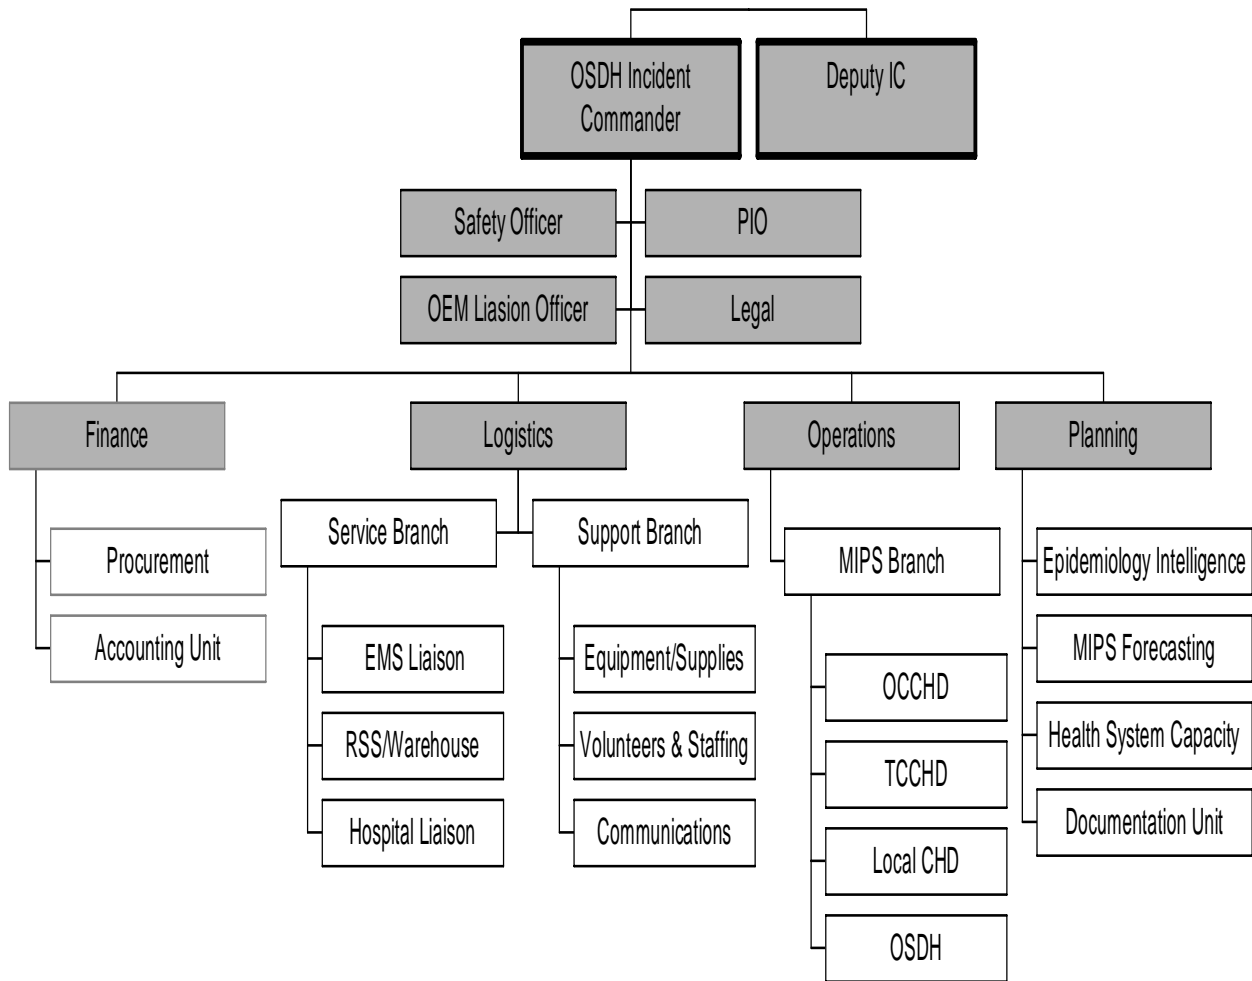 OSDH Incident
Commander
Deputy IC
Safety Officer
PIO
OEM Liasion Officer
Legal
Finance
Logistics
Operations
Planning
Procurement
Accounting Unit
Service Branch
Support Branch
EMS Liaison
RSS/Warehouse
Hospital Liaison
Equipment/Supplies
Volunteers & Staffing
Communications
MIPS Branch
OCCHD
TCCHD
Local CHD
OSDH
Epidemiology Intelligence
MIPS Forecasting
Health System Capacity
Documentation Unit